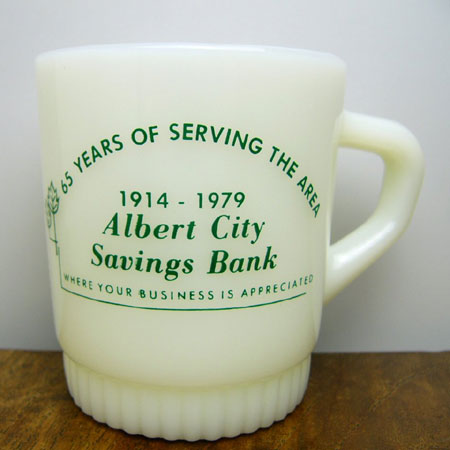 65 YEARS OF SERVING THE AREA
1914 - 1979
Albert City
Savings Bank
WHERE YOUR BUSINESS IS APPRECIATED